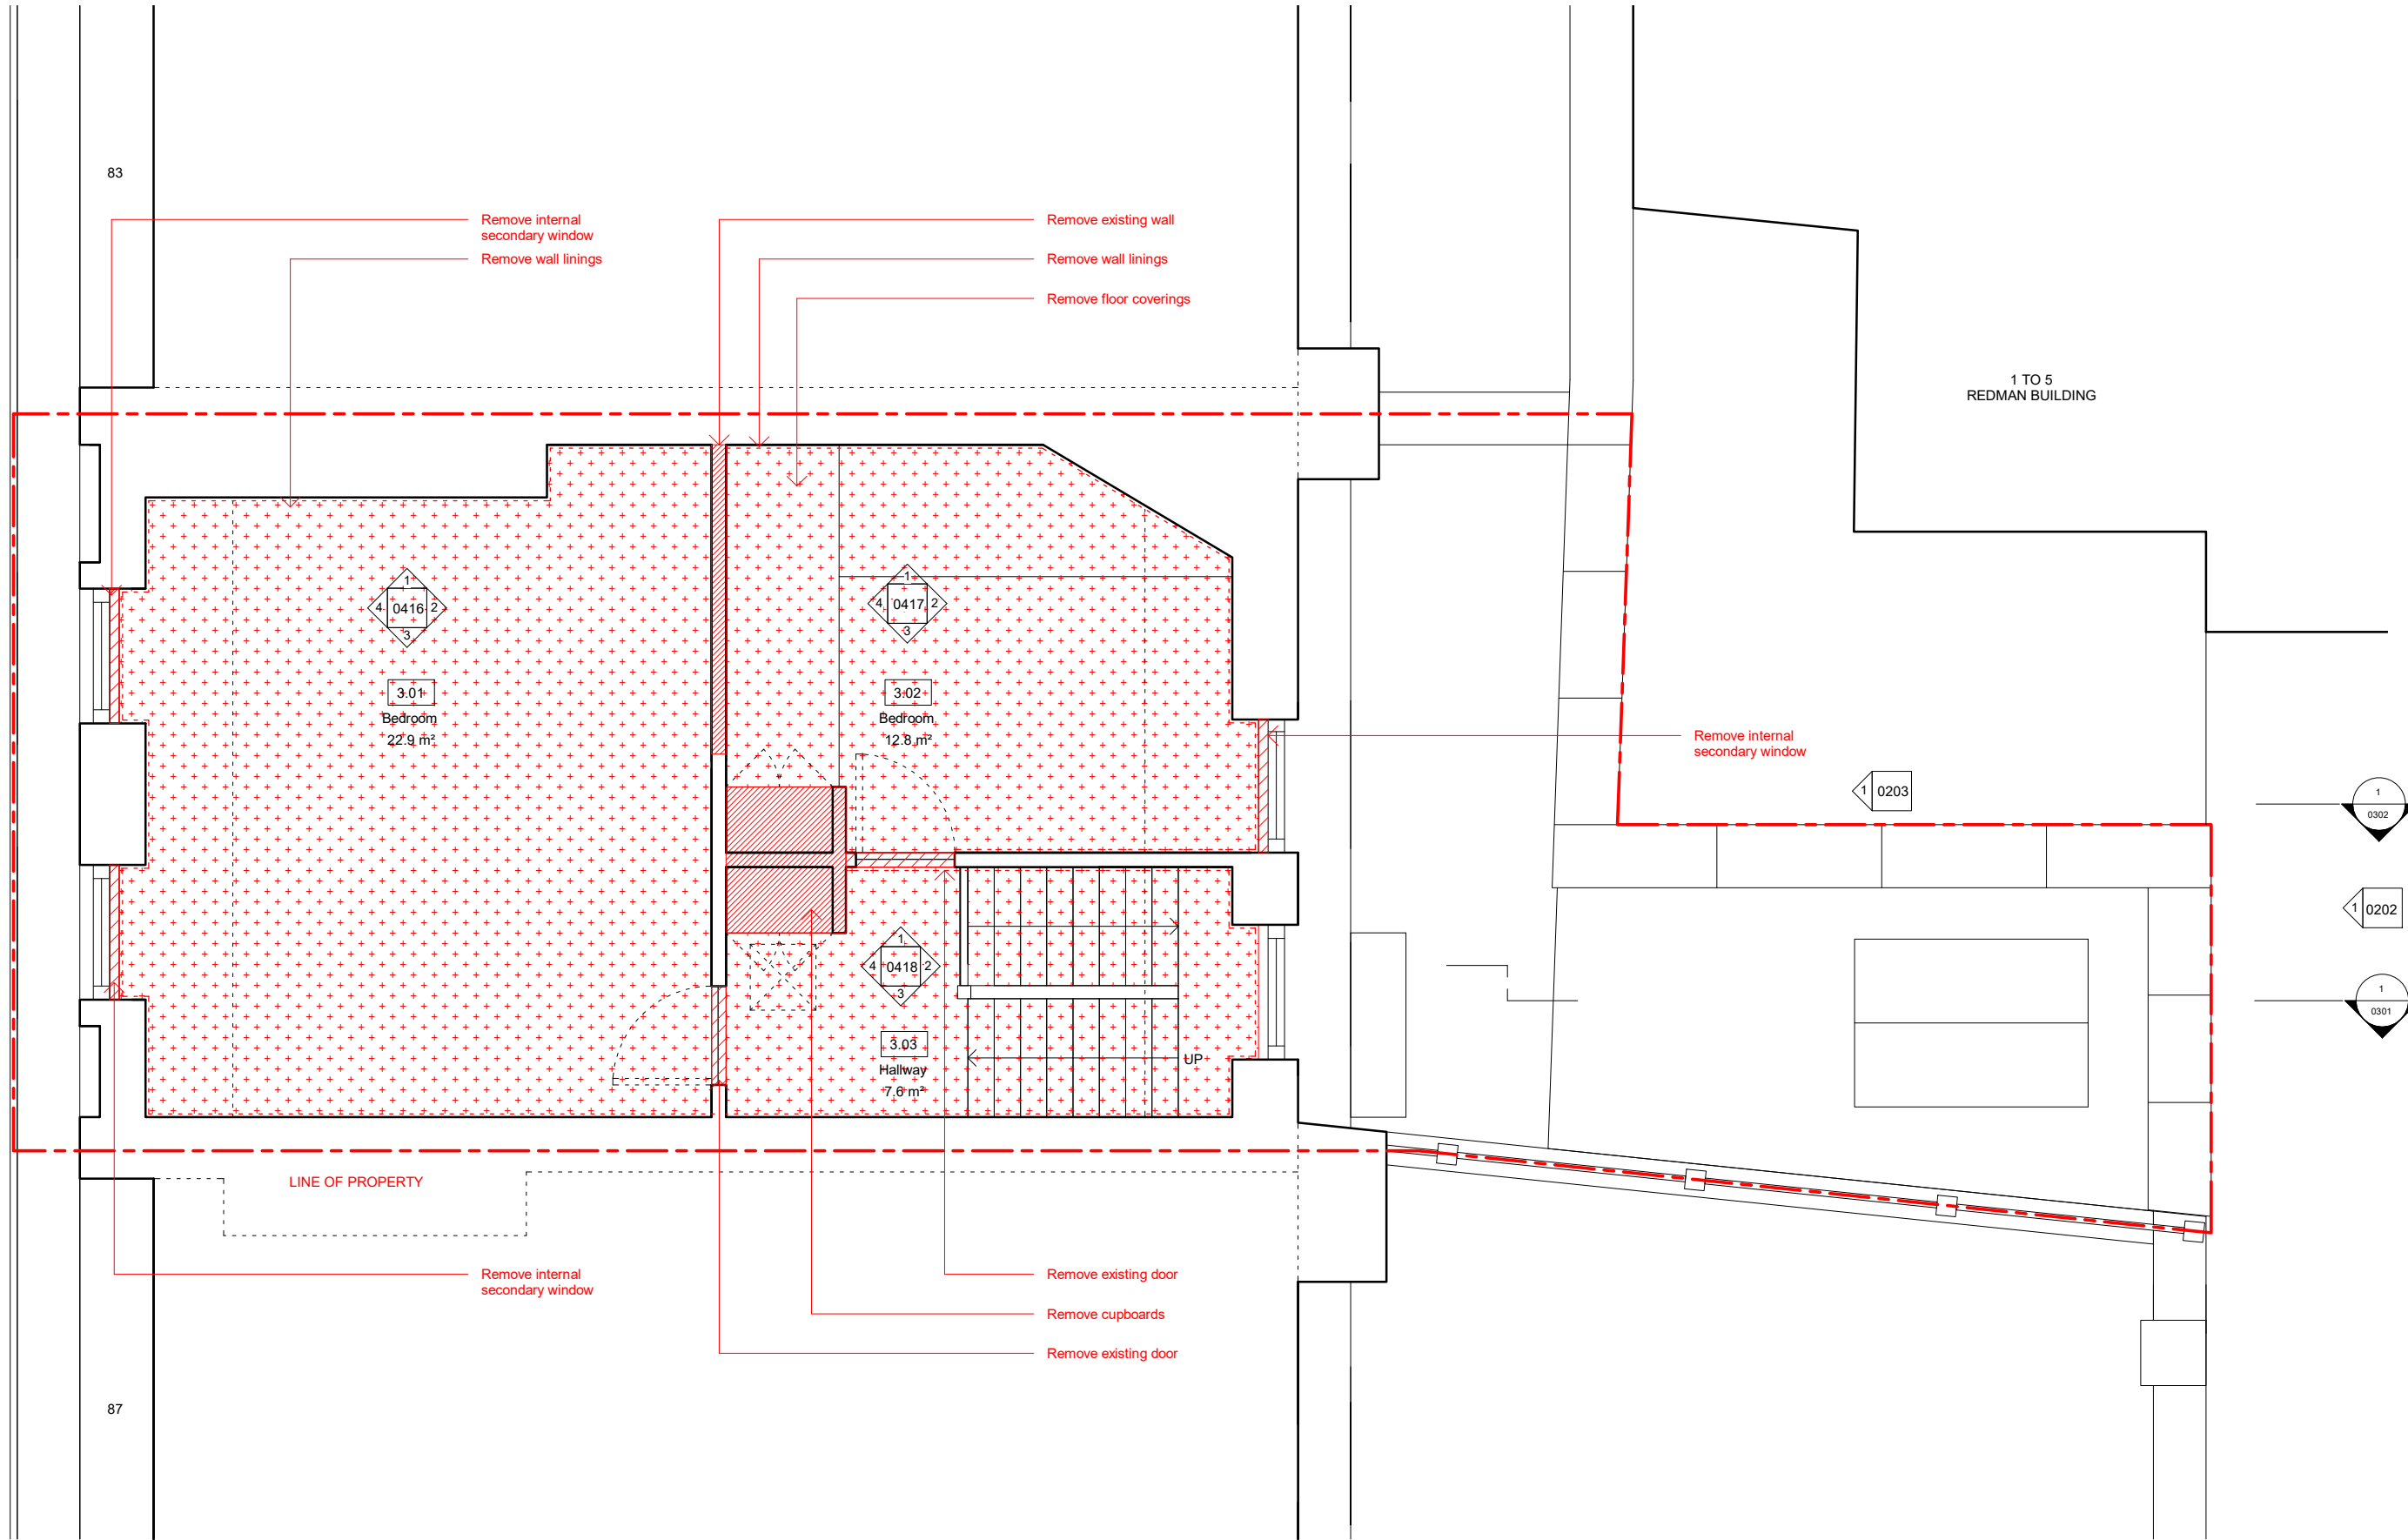 83
Remove internal
secondary window
Remove wall linings
Remove existing wall
Remove wall linings
Remove floor coverings
1 TO 5
REDMAN BUILDING
1
4 0416 2
3
1
4 0417 2
3
3.01
Bedroom
22.9 m²
3.02
Bedroom
12.8 m²
Remove internal
secondary window
1 0203
1
0302
1 0202
1
4 0418 2
3
1
0301
3.03
Hallway
7.6 m²
UP
LINE OF PROPERTY
Remove internal
secondary window
Remove existing door
Remove cupboards
Remove existing door
87